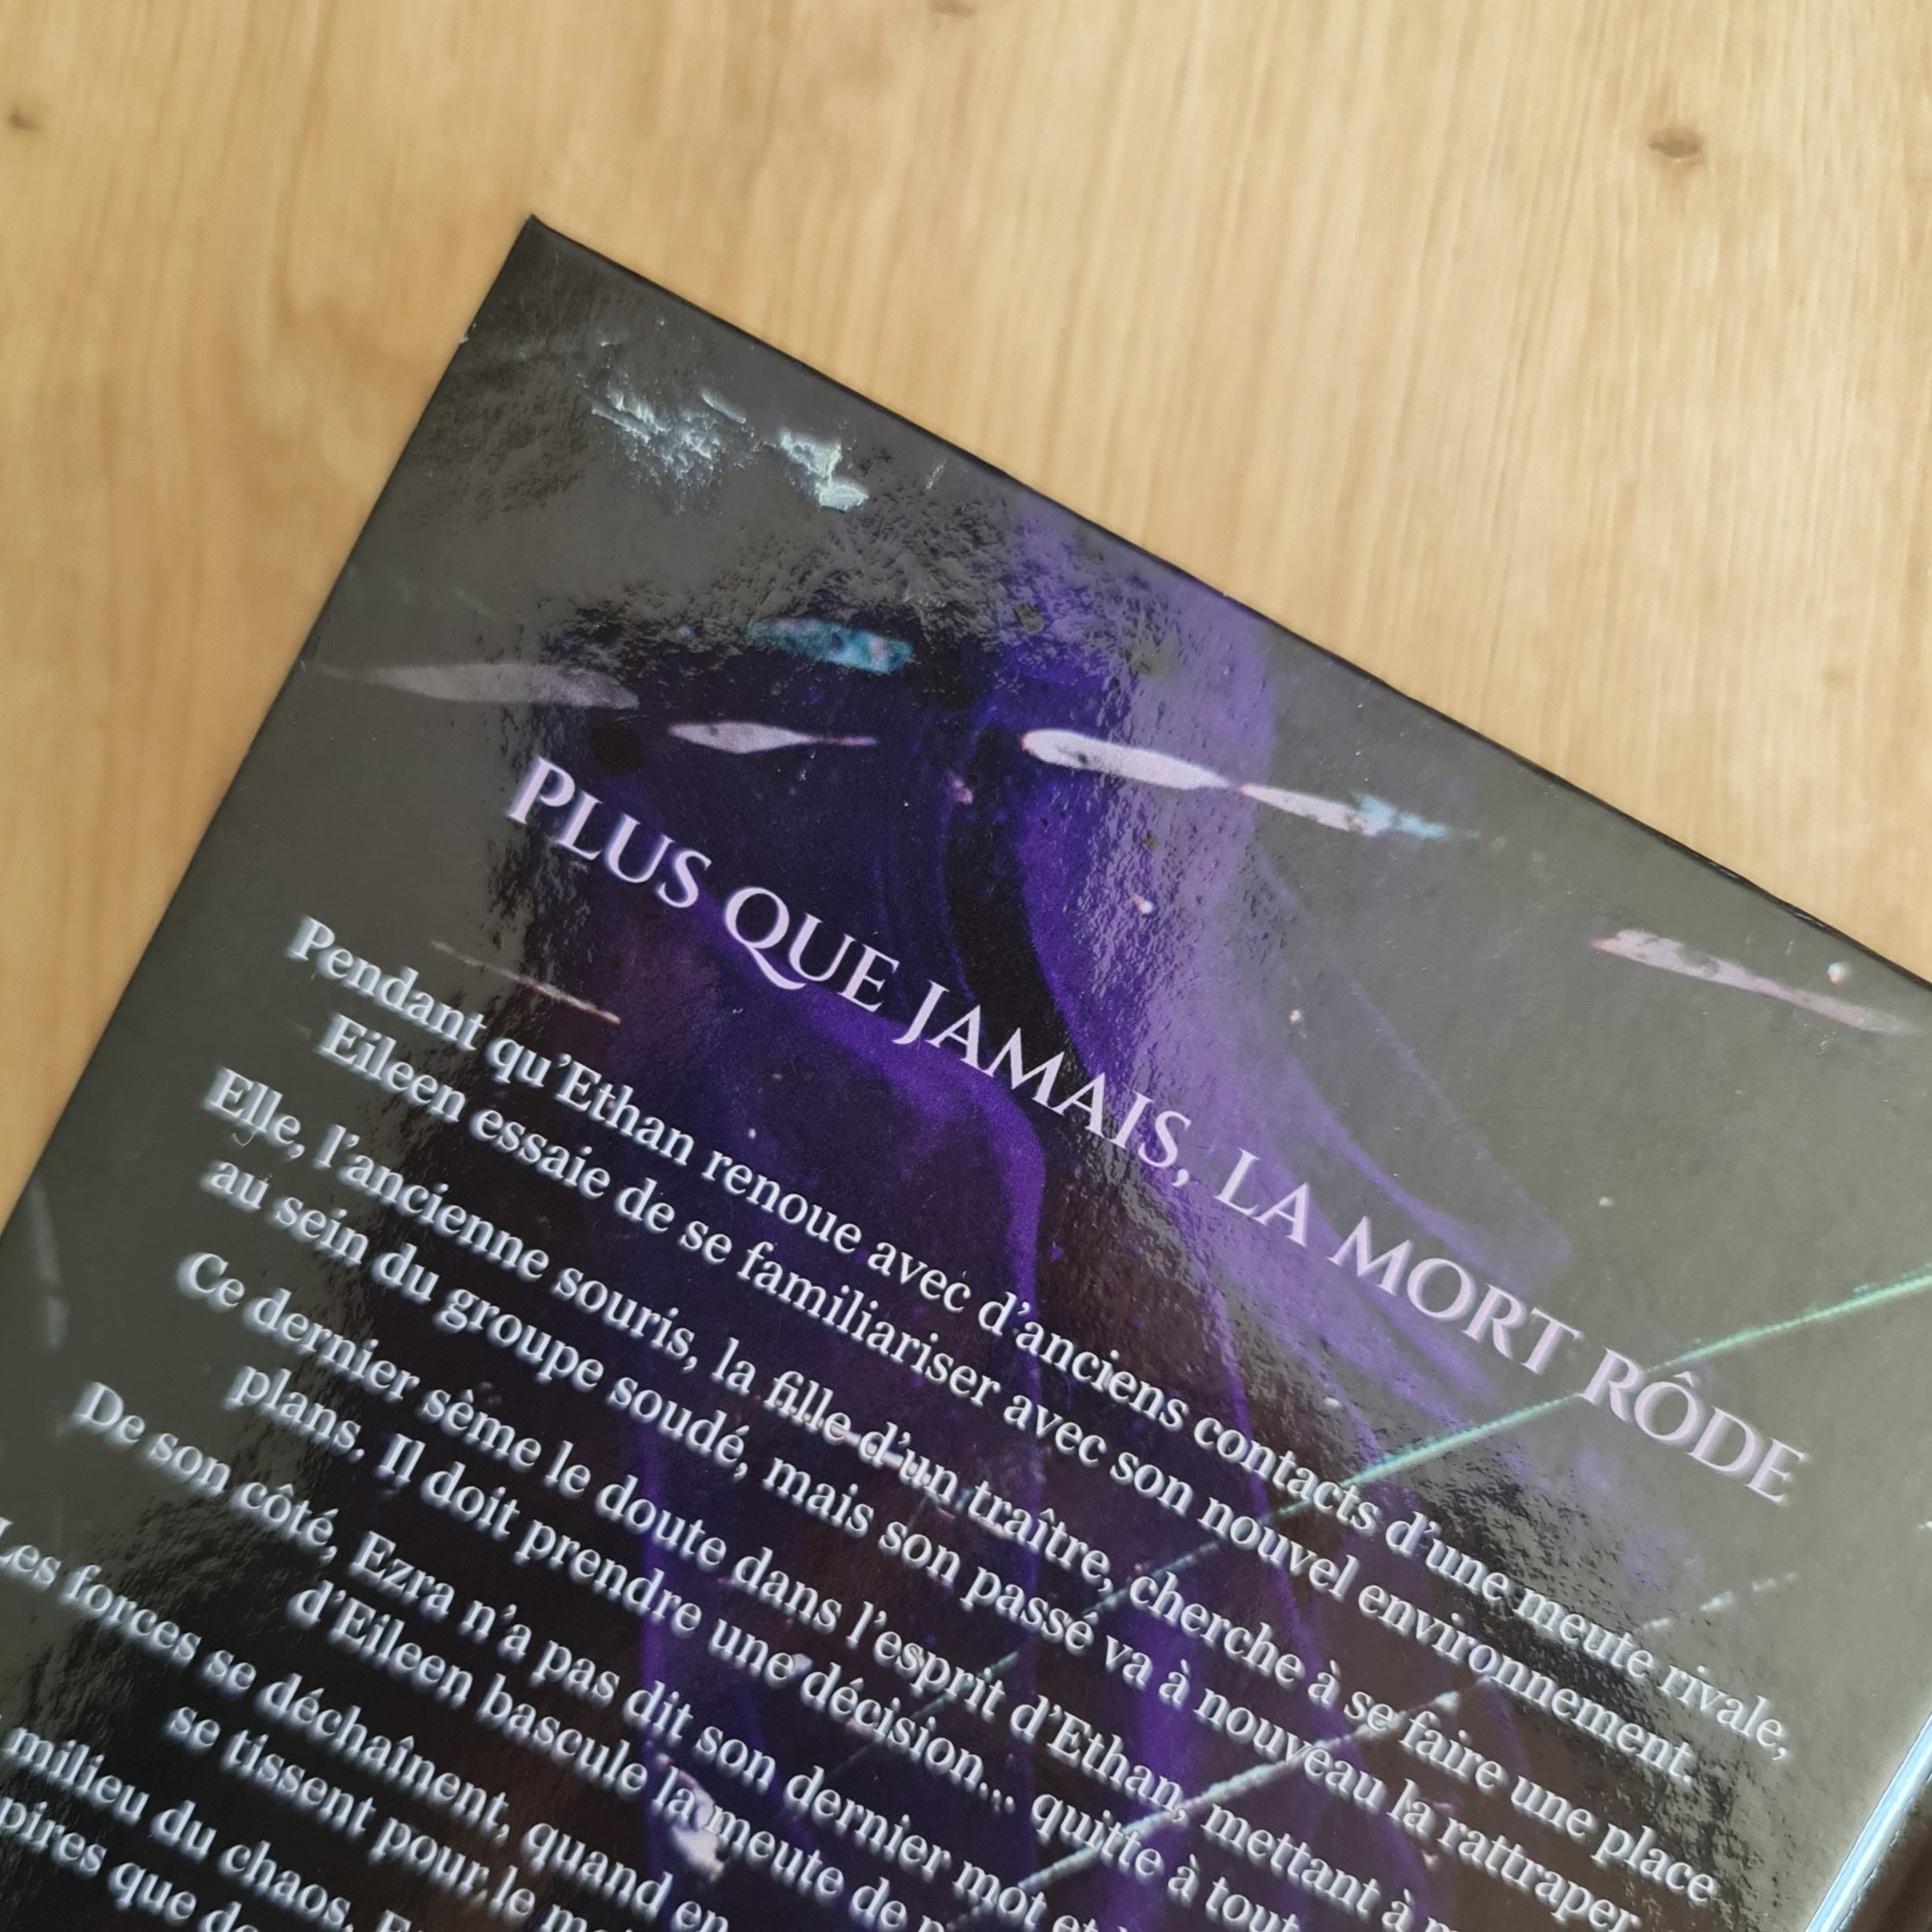 PLUS QUE JAMAIS, LA MORT RÔDE
Pendant qu'Ethan renoue avec d'anciens contacts d'une meute rivale,
Eileen essaie de se familiariser avec son nouvel environnement.
Elle, l'ancienne souris, la fille d'un traître, cherche à se faire une place
au sein du groupe soudé, mais son passé va à nouveau la rattraper
Ce dernier sème le doute dans l'esprit d'Ethan, mettant à
plans. Il doit prendre une décision... quitte à tout
De son côté, Ezra n'a pas dit son dernier mot et
d'Eileen bascule la meute de
Les forces se déchaînent, quand en
se tissent pour le
milieu du chaos,
pires que